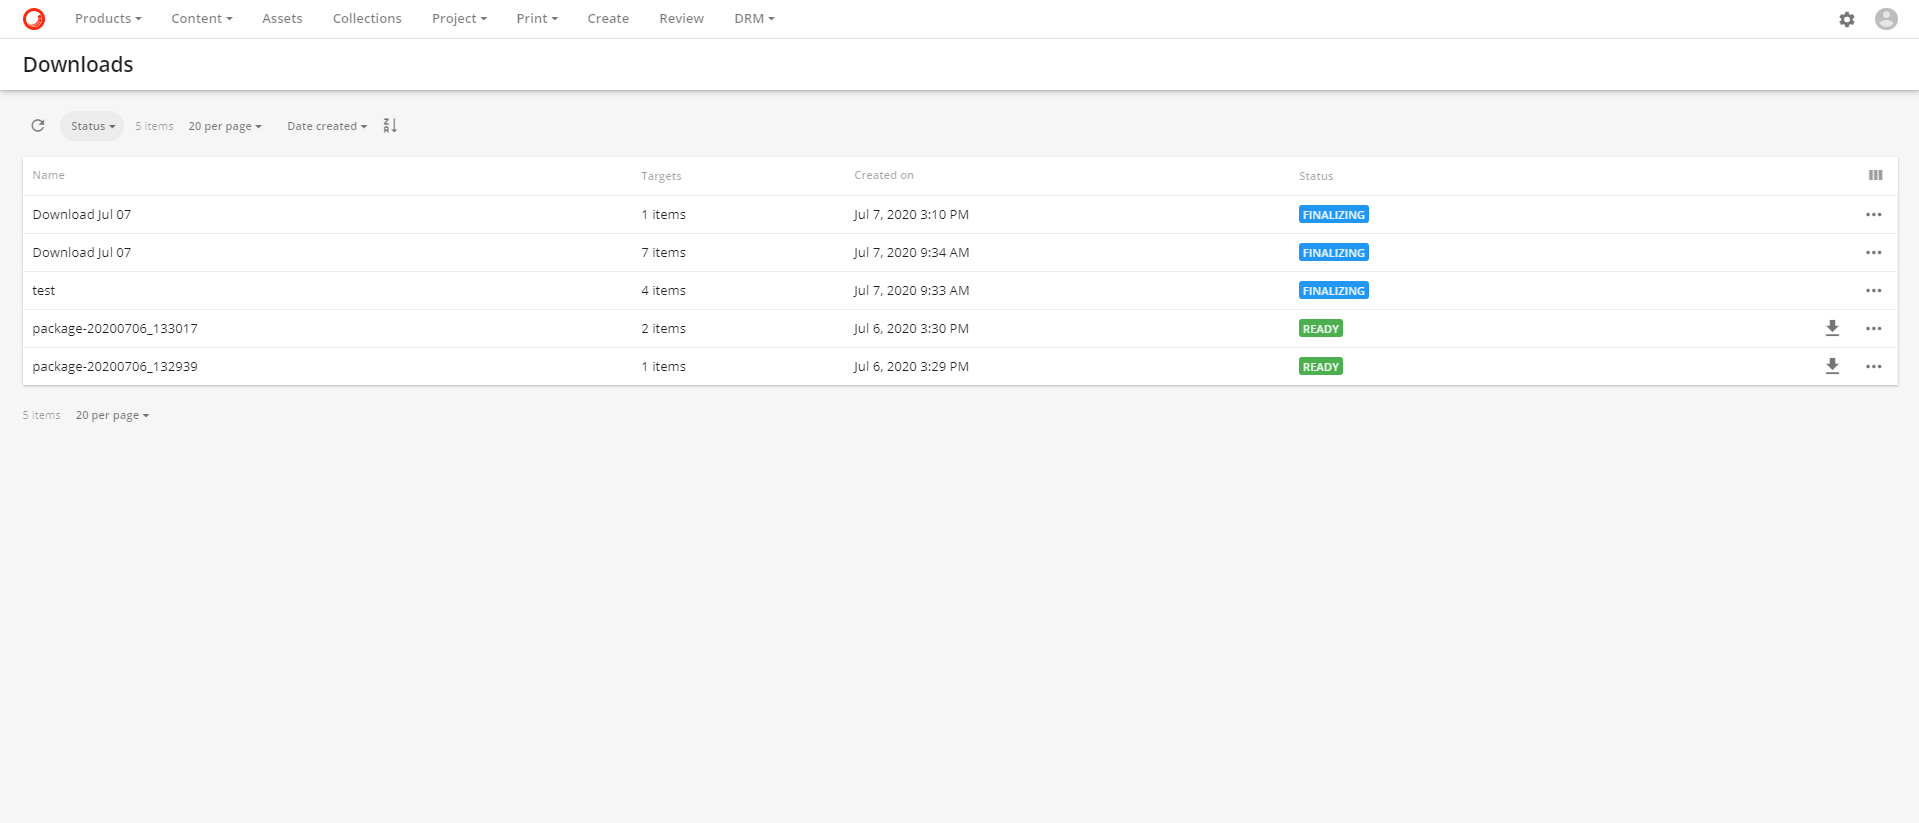 Products Content Assets Collections Project Print Create Review DRM
Downloads
Status 5 items 20 per page Date created Z A
Name Targets Created on Status
Download Jul 07 1 items Jul 7, 2020 3:10 PM FINALIZING
Download Jul 07 7 items Jul 7, 2020 9:34 AM FINALIZING
test 4 items Jul 7, 2020 9:33 AM FINALIZING
package-20200706_133017 2 items Jul 6, 2020 3:30 PM READY
package-20200706_132939 1 items Jul 6, 2020 3:29 PM READY
5 items 20 per page